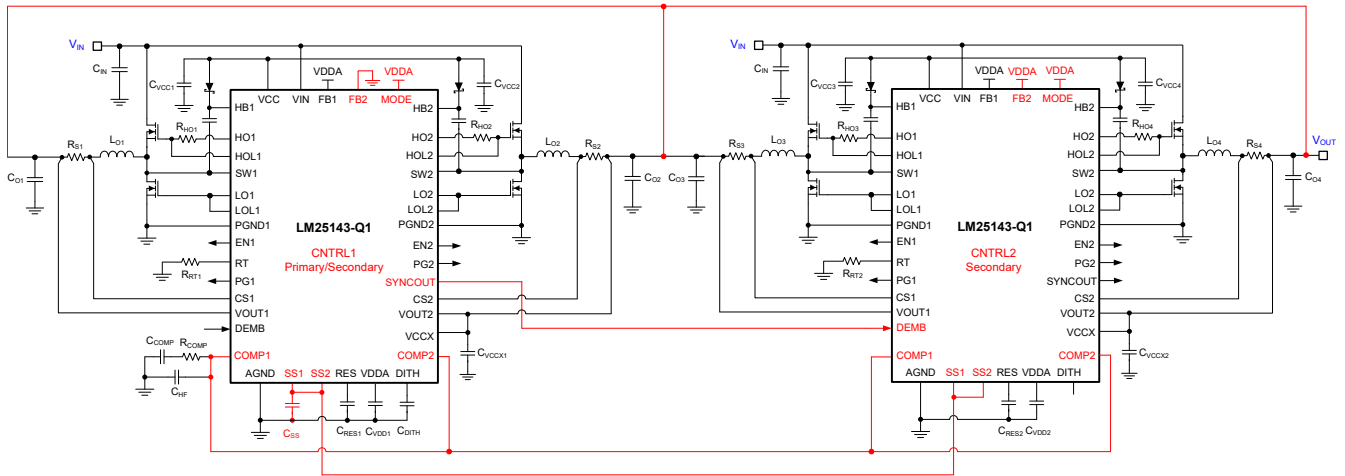 VIN
CIN
CVCC1
VDDA
VDDA
CVCC2
VCC
VIN
FB1
FB2
MODE
HB1
HB2
RHO1
HO1
HO2
RHO2
HOL1
HOL2
RS1
LO1
SW1
SW2
LO2
RS2
CO1
LO1
LO2
CO2
LOL1
LOL2
PGND1
PGND2
LM25143-Q1
CNTRL1
Primary/Secondary
EN1
EN2
RT
PG2
RRT1
PG1
SYNCOUT
CS1
CS2
VOUT1
VOUT2
DEMB
VCCX
CVCCX1
CCOMP
RCOMP
COMP1
COMP2
CHF
AGND
SS1
SS2
RES
VDDA
DITH
CSS
CRES1
CVDD1
CDITH
VIN
CIN
CVCC3
VDDA
VDDA
VDDA
CVCC4
VCC
VIN
FB1
FB2
MODE
HB1
HB2
RHO3
HO1
HO2
RHO4
HOL1
HOL2
CO3
RS3
LO3
SW1
SW2
LO4
RS4
VOUT
LO1
LO2
CO4
LOL1
LOL2
PGND1
PGND2
LM25143-Q1
CNTRL2
Secondary
EN1
EN2
RT
PG2
RRT2
PG1
SYNCOUT
CS1
CS2
VOUT1
VOUT2
DEMB
VCCX
CVCCX2
COMP1
COMP2
AGND
SS1
SS2
RES
VDDA
DITH
CRES2
CVDD2